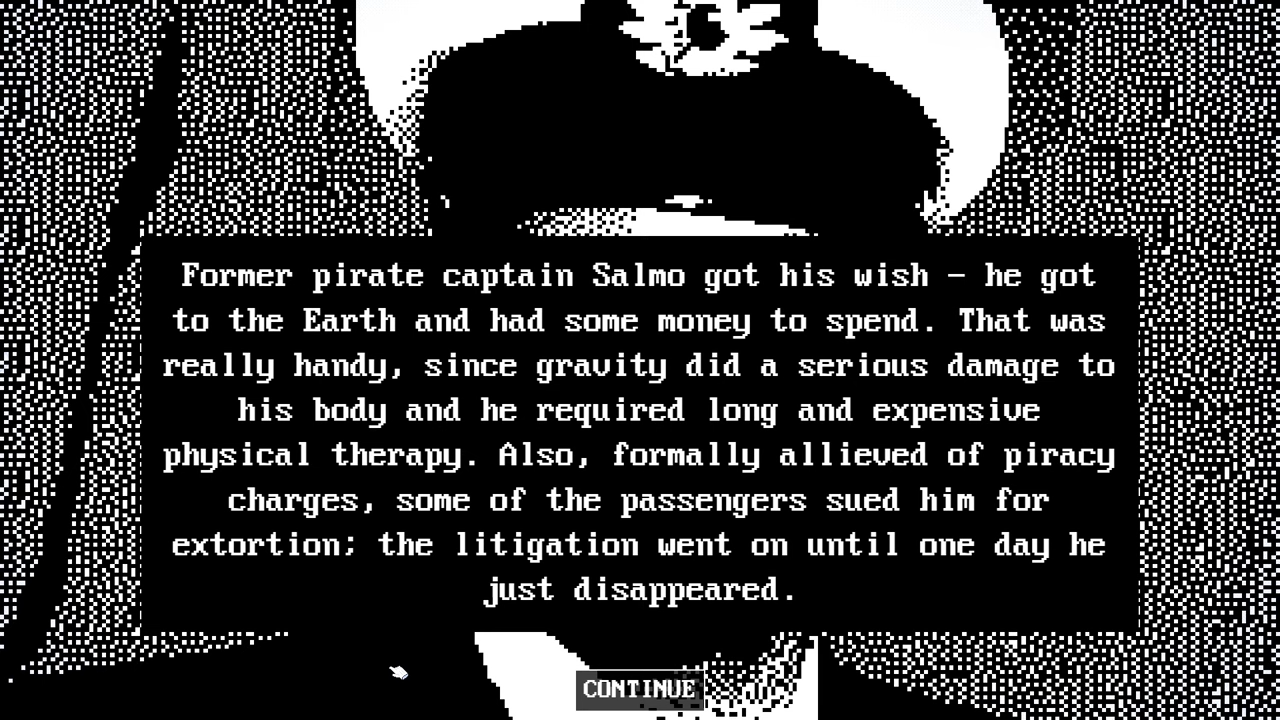 Former pirate captain Salmo got his wish – he got
to the Earth and had some money to spend. That was
really handy, since gravity did a serious damage to
his body and he required long and expensive
physical therapy. Also, formally allieved of piracy
charges, some of the passengers sued him for
extortion; the litigation went on until one day he
just disappeared.
CONTINUE